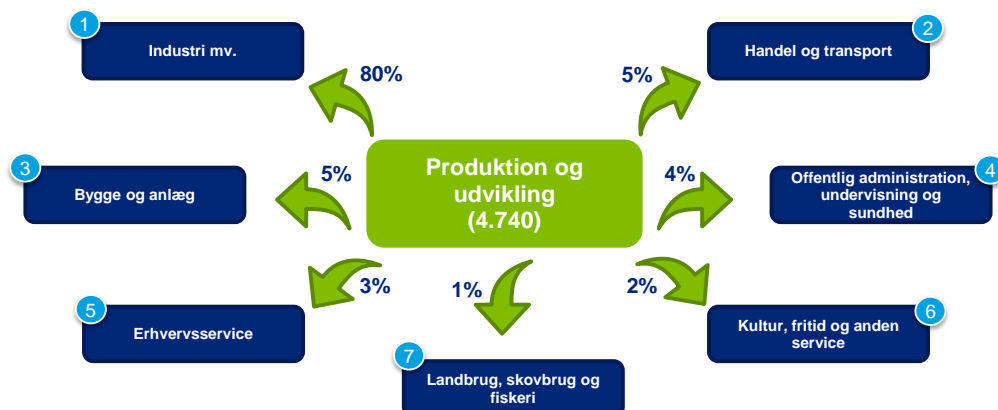 1
Industri mv.
2
Handel og transport
80%
5%
3
Bygge og anlæg
5%
Produktion og
udvikling
(4.740)
4%
4
Offentlig administration,
undervisning og
sundhed
5
Erhvervsservice
3%
1%
2%
6
Kultur, fritid og anden
service
7
Landbrug, skovbrug og
fiskeri